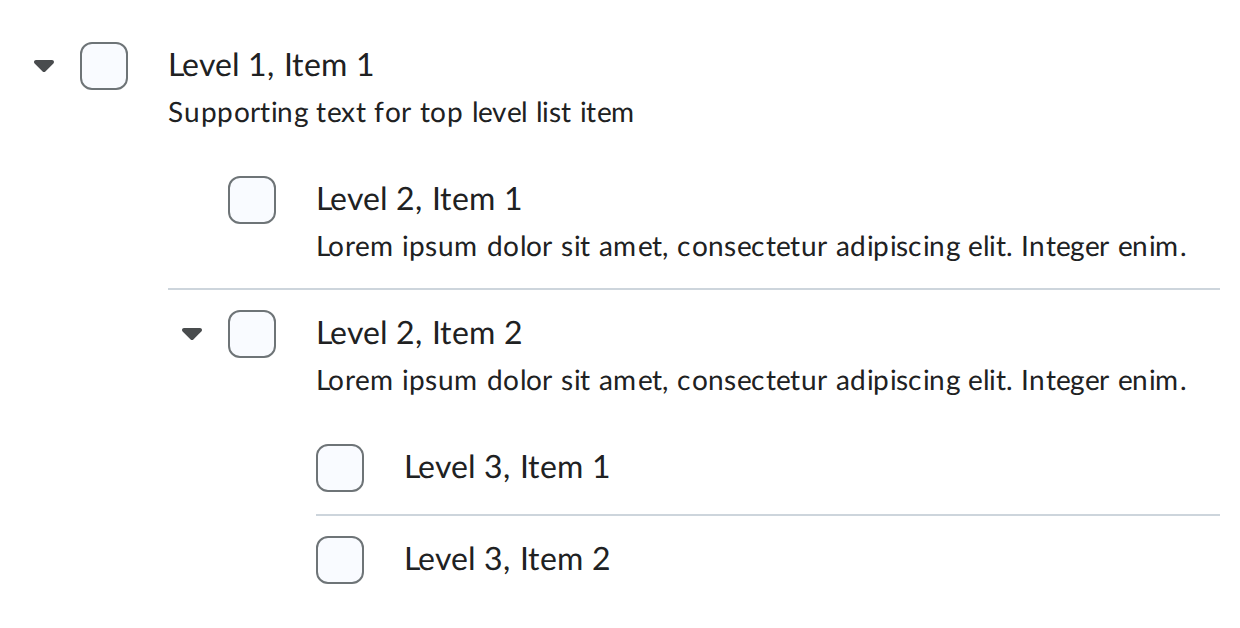 Level 1, Item 1
Supporting text for top level list item
Level 2, Item 1
Lorem ipsum dolor sit amet, consectetur adipiscing elit. Integer enim.
Level 2, Item 2
Lorem ipsum dolor sit amet, consectetur adipiscing elit. Integer enim.
Level 3, Item 1
Level 3, Item 2